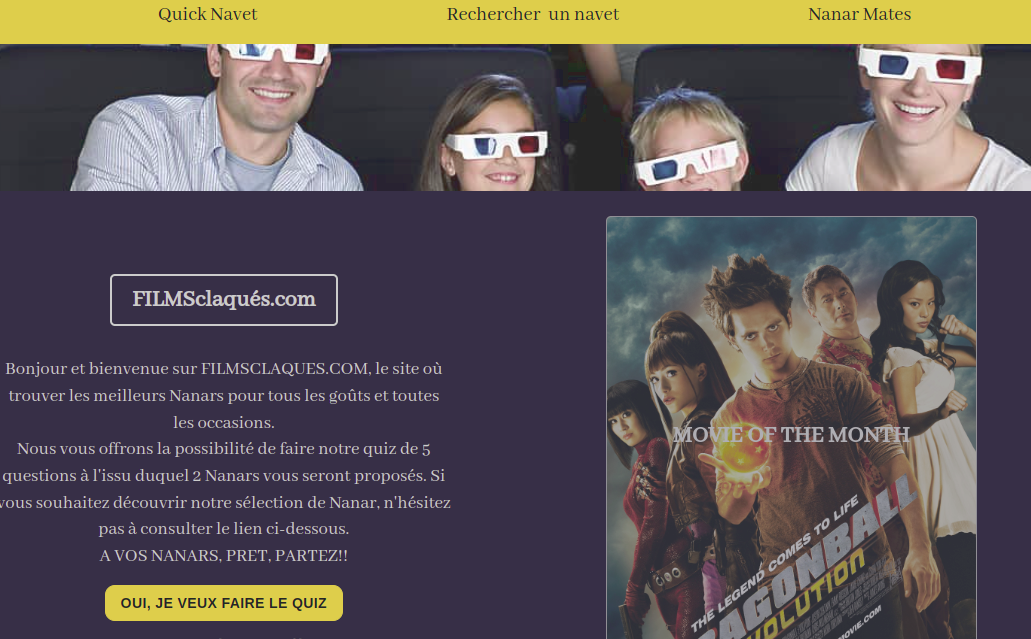 Quick Navet
Rechercher un navet
Nanar Mates
FILMSclaqués.com
Bonjour et bienvenue sur FILMSCLAQUES.COM, le site où
trouver les meilleurs Nanars pour tous les goûts et toutes
les occasions.
Nous vous offrons la possibilité de faire notre quiz de 5
questions à l'issu duquel 2 Nanars vous seront proposés. Si
vous souhaitez découvrir notre sélection de Nanar, n'hésitez
pas à consulter le lien ci-dessous.
A VOS NANARS, PRET, PARTEZ!!
OUI, JE VEUX FAIRE LE QUIZ
MOVIE OF THE MONTH
THE LEGEND COMES TO LIFE
AGONBALL
OLUTION
MOVIE.COM